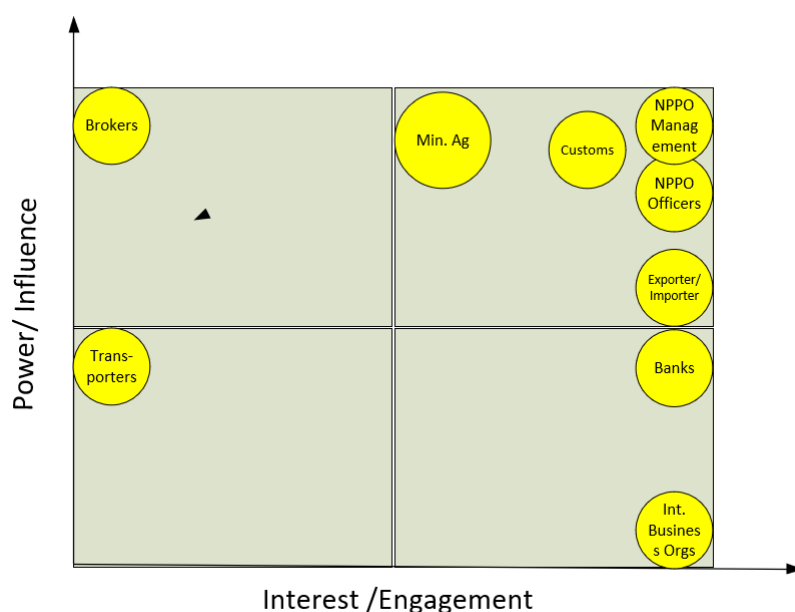 Brokers
Min. Ag
Customs
NPPO
Manag
ement
NPPO
Officers
Exporter/
Importer
Trans-
porters
Banks
Int.
Busines
s Orgs
Power/ Influence
Interest /Engagement